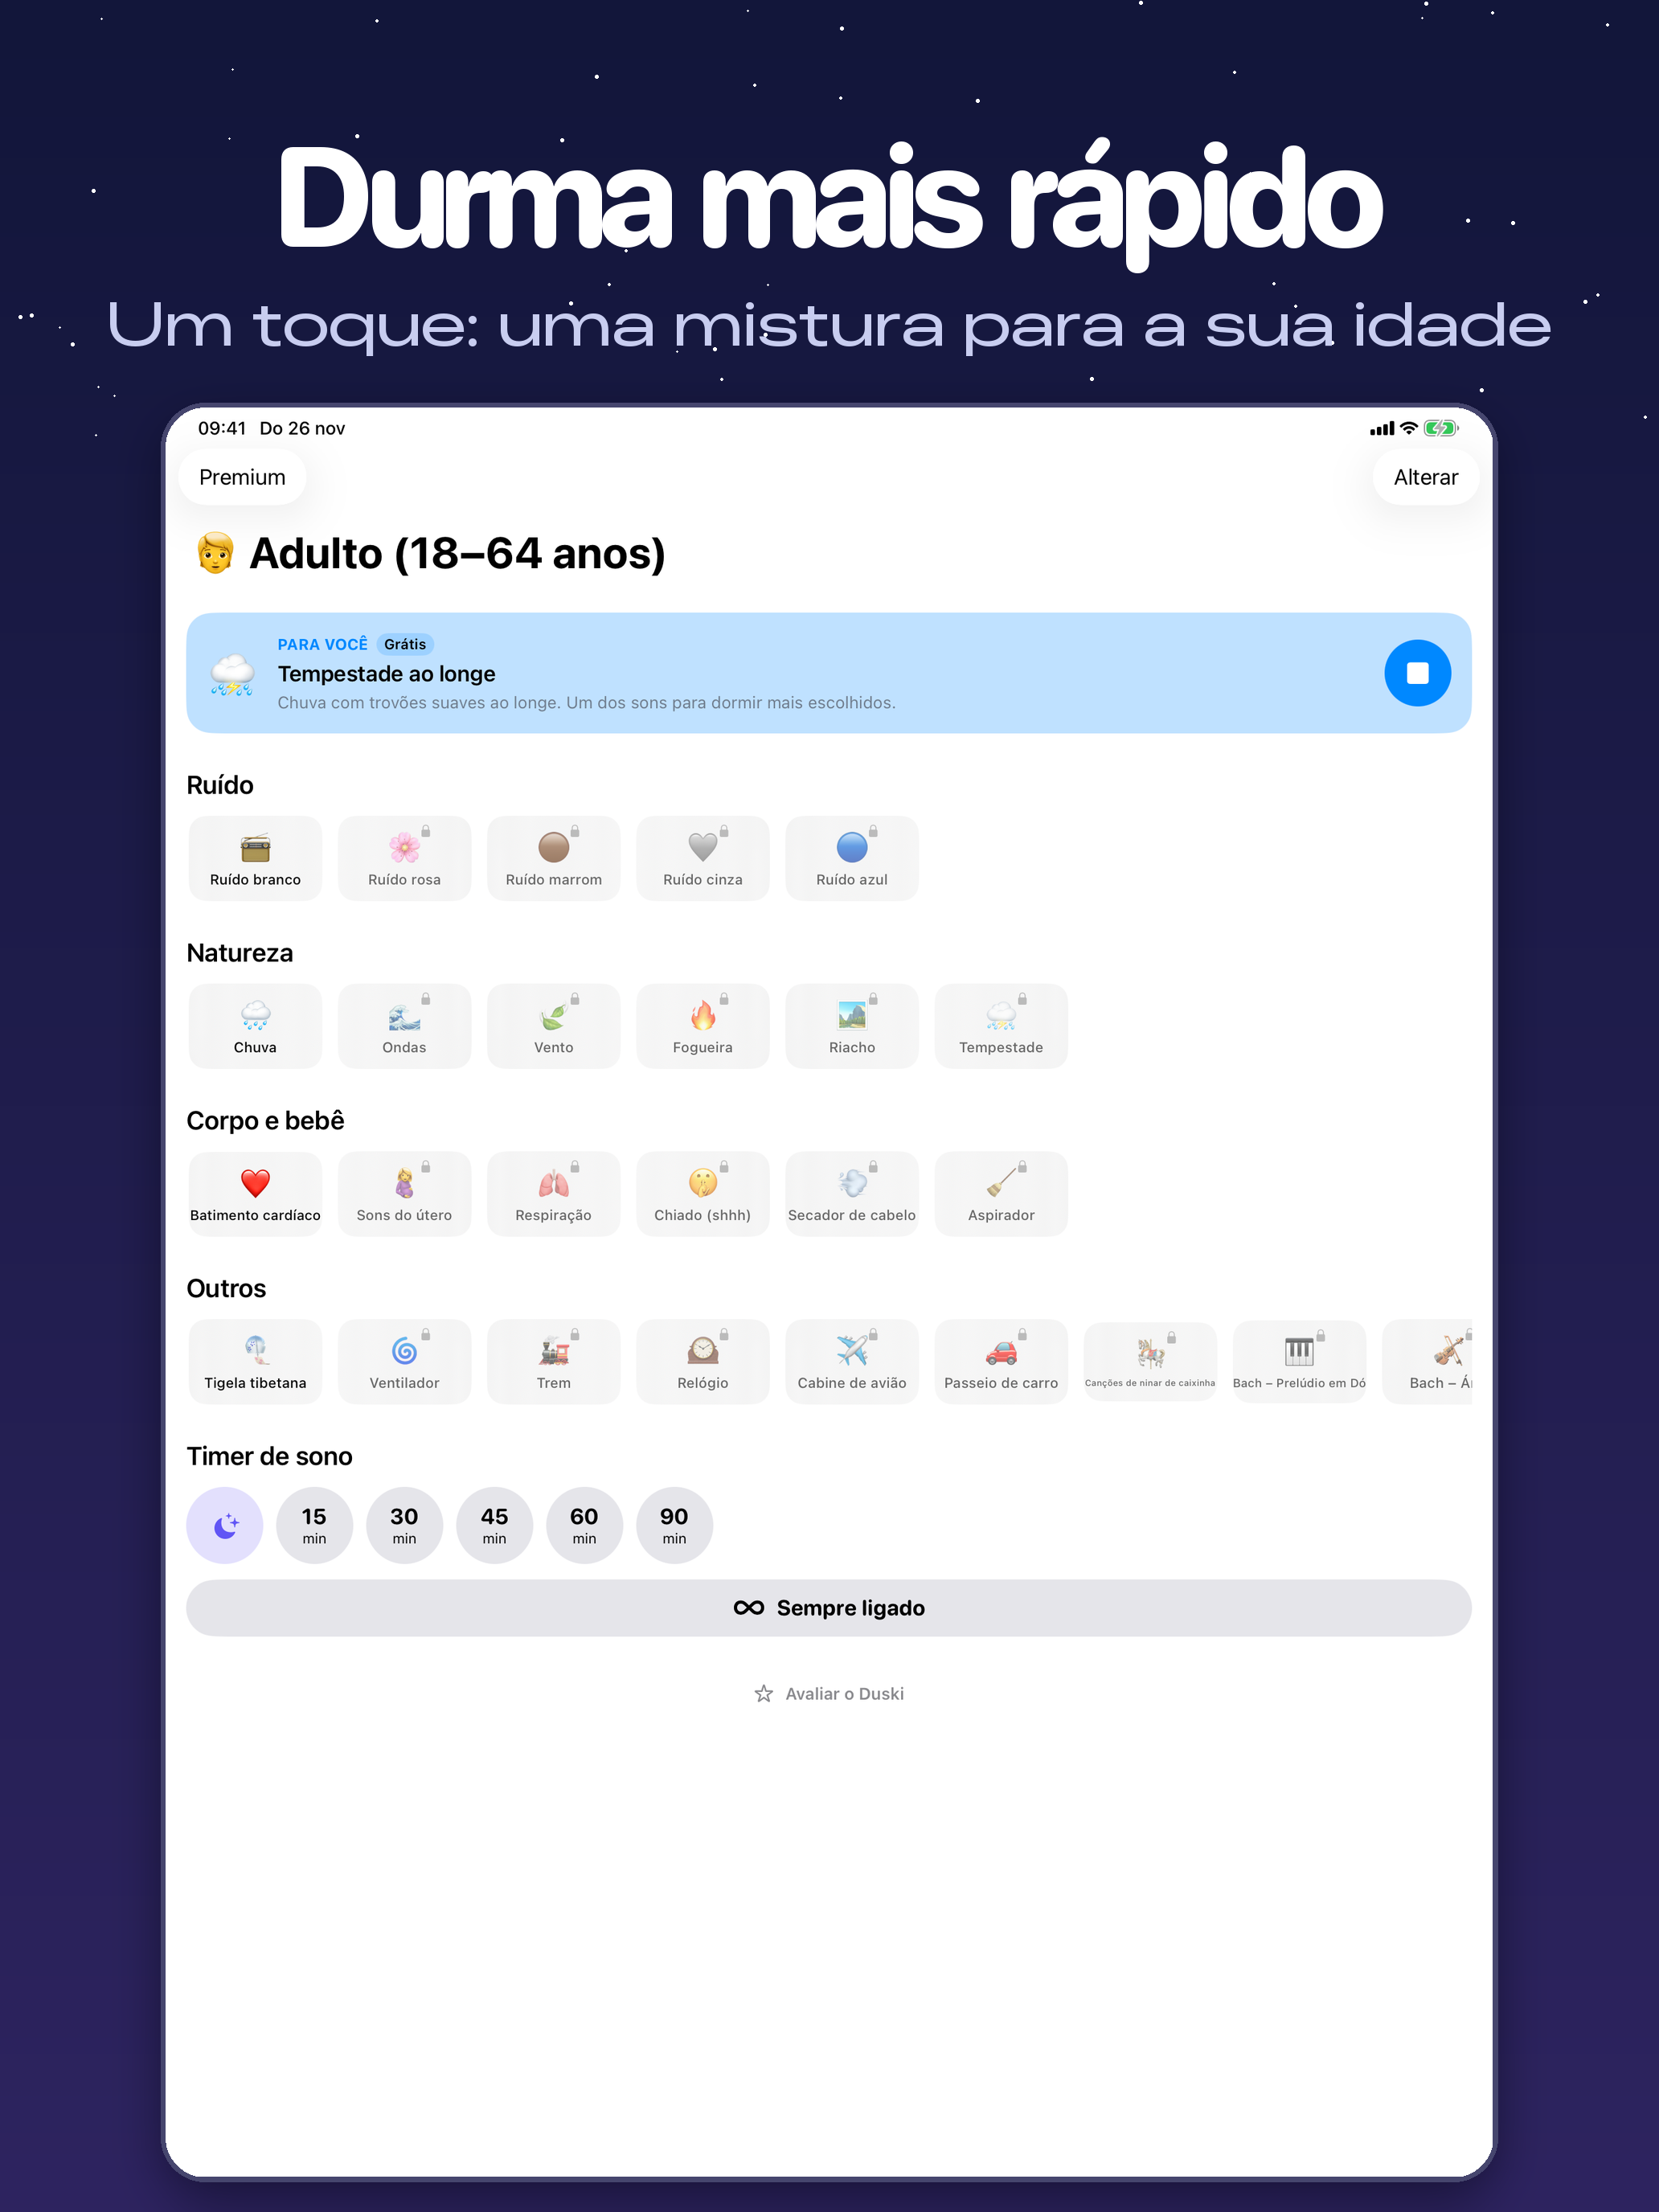 Durma mais rápido
Um toque: uma mistura para a sua idade
09:41 Do 26 nov
Premium
Alterar
Adulto (18–64 anos)
PARA VOCÊ Grátis
Tempestade ao longe
Chuva com trovões suaves ao longe. Um dos sons para dormir mais escolhidos.
Ruído
Ruído branco
Ruído rosa
Ruído marrom
Ruído cinza
Ruído azul
Natureza
Chuva
Ondas
Vento
Fogueira
Riacho
Tempestade
Corpo e bebê
Batimento cardíaco
Sons do útero
Respiração
Chiado (shhh)
Secador de cabelo
Aspirador
Outros
Tigela tibetana
Ventilador
Trem
Relógio
Cabine de avião
Passeio de carro
Canções de ninar de caixinha
Bach – Prelúdio em Dó
Bach –
Timer de sono
15 min
30 min
45 min
60 min
90 min
Sempre ligado
Avaliar o Duski